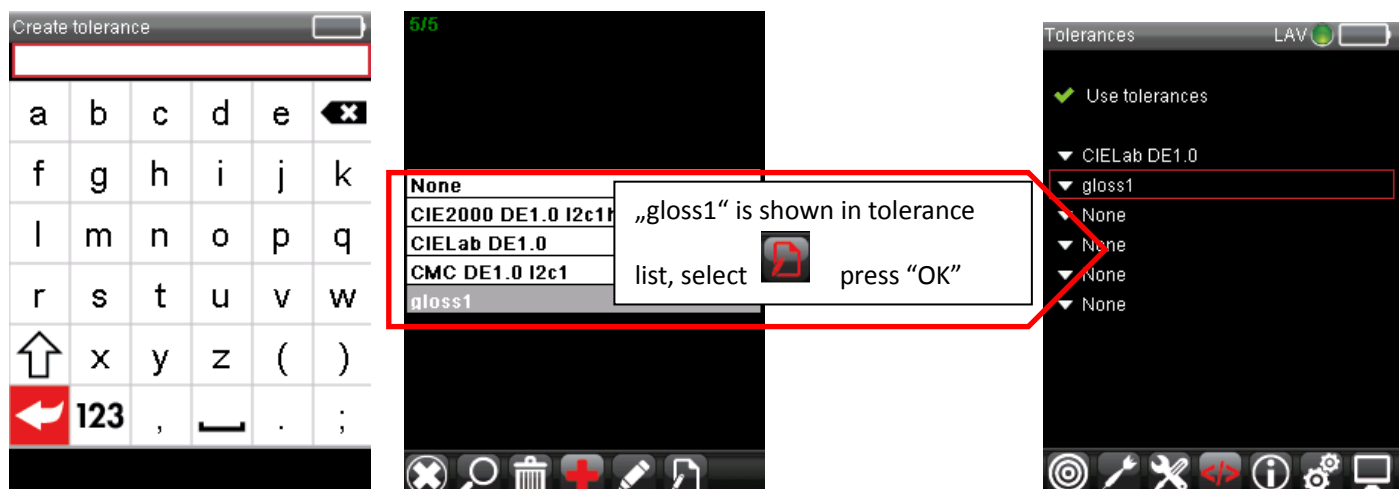 Create tolerance
a b c d e
f g h i j k
l m n o p q
r s t u v w
x y z ( )
123 , . ;
5/5
None
CIE2000 DE1.0 l2c1
CIELab DE1.0
CMC DE1.0 l2c1
gloss1
„gloss1“ is shown in tolerance
list, select press “OK”
Tolerances LAV
Use tolerances
CIELab DE1.0
gloss1
None
None
None
None